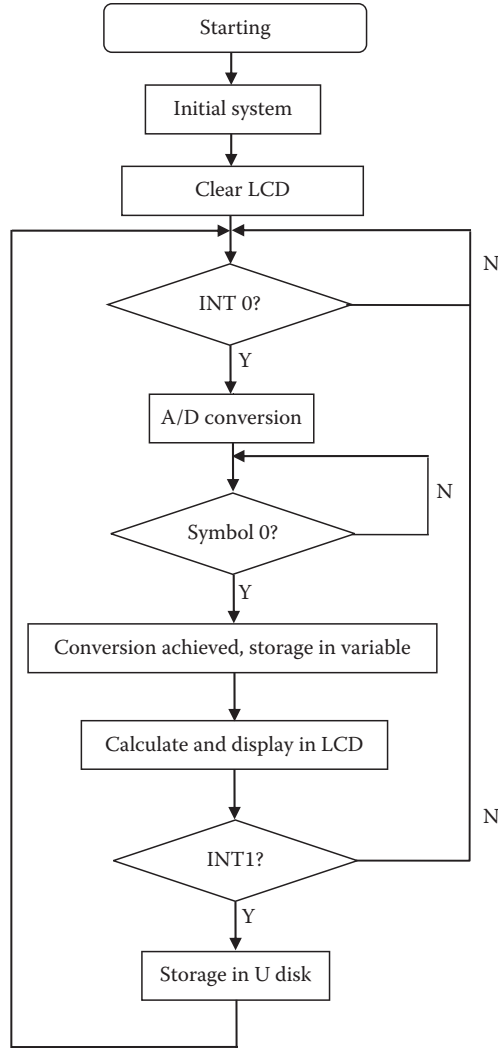 Starting
Initial system
Clear LCD
N
INT 0?
Y
A/D conversion
N
Symbol 0?
Y
Conversion achieved, storage in variable
Calculate and display in LCD
N
INT1?
Y
Storage in U disk